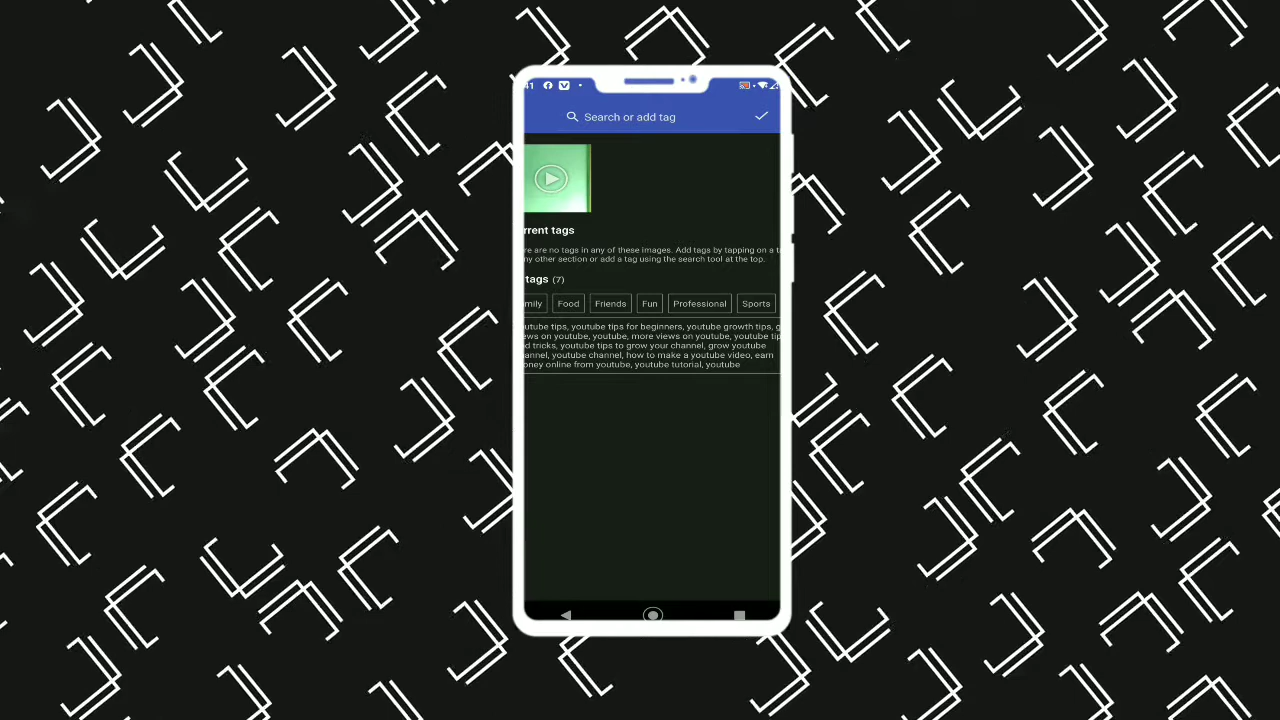 41
Search or add tag
rrent tags
re are no tags in any of these images. Add tags by tapping on a ta
ny other section or add a tag using the search tool at the top.
tags (7)
mily Food Friends Fun Professional Sports
utube tips, youtube tips for beginners, youtube growth tips, g
ews on youtube, youtube, more views on youtube, youtube tip
d tricks, youtube tips to grow your channel, grow youtube
annel, youtube channel, how to make a youtube video, earn
oney online from youtube, youtube tutorial, youtube